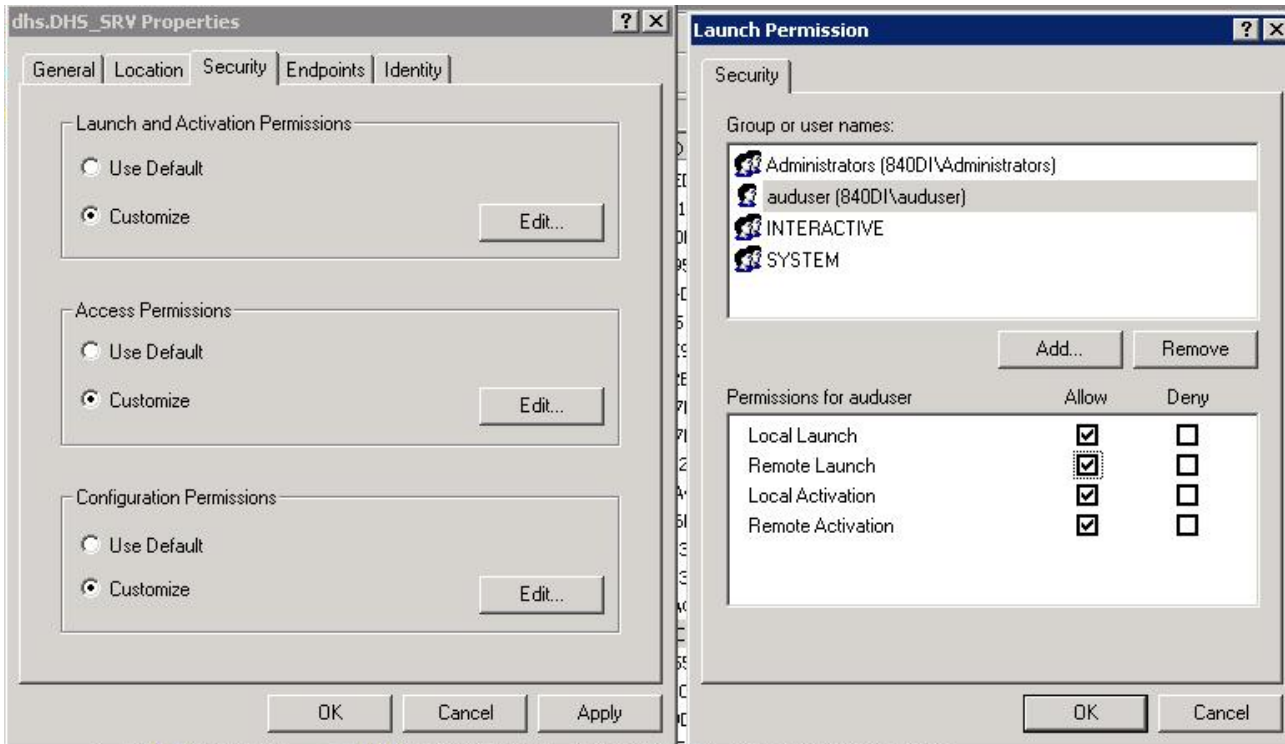 dhs.DHS_SRV Properties
General Location Security Endpoints Identity
Launch and Activation Permissions
Use Default
Customize
Edit...
Access Permissions
Use Default
Customize
Edit...
Configuration Permissions
Use Default
Customize
Edit...
OK Cancel Apply
Launch Permission
Security
Group or user names:
Administrators (840DI\Administrators)
auduser (840DI\auduser)
INTERACTIVE
SYSTEM
Add... Remove
Permissions for auduser Allow Deny
Local Launch
Remote Launch
Local Activation
Remote Activation
OK Cancel